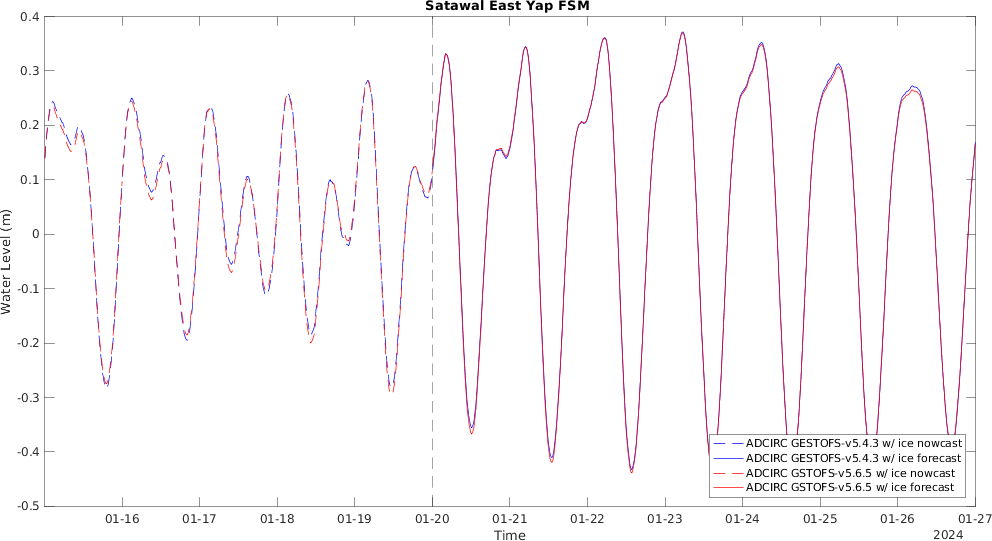 Satawal East Yap FSM
0.4
0.3
0.2
0.1
0
-0.1
-0.2
-0.3
-0.4
-0.5
Water Level (m)
ADCIRC GESTOFS-v5.4.3 w/ ice nowcast
ADCIRC GESTOFS-v5.4.3 w/ ice forecast
ADCIRC GSTOFS-v5.6.5 w/ ice nowcast
ADCIRC GSTOFS-v5.6.5 w/ ice forecast
01-16 01-17 01-18 01-19 01-20 01-21 01-22 01-23 01-24 01-25 01-26 01-27
Time
2024